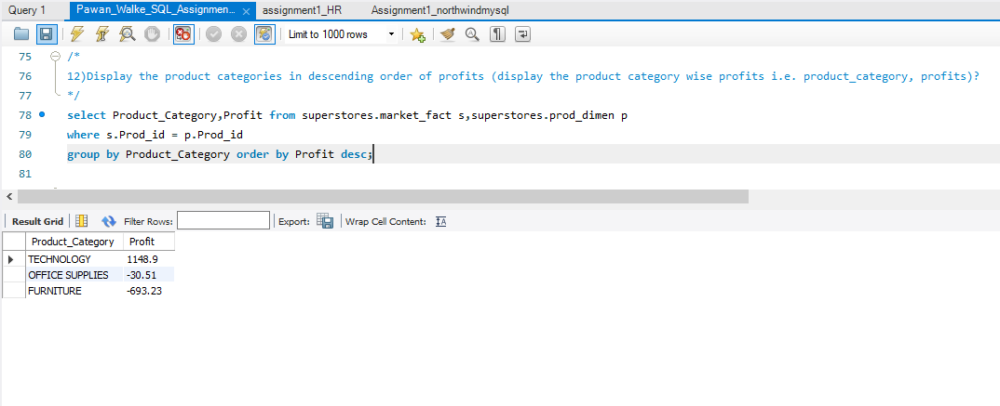 Query 1 Pawan_Walke_SQL_Assignmen... assignment1_HR Assignment1_northwindmysql
Limit to 1000 rows
75 /*
76 12)Display the product categories in descending order of profits (display the product category wise profits i.e. product_category, profits)?
77 */
78 select Product_Category,Profit from superstores.market_fact s,superstores.prod_dimen p
79 where s.Prod_id = p.Prod_id
80 group by Product_Category order by Profit desc;
81
Result Grid Filter Rows: Export: Wrap Cell Content:
Product_Category Profit
TECHNOLOGY 1148.9
OFFICE SUPPLIES -30.51
FURNITURE -693.23